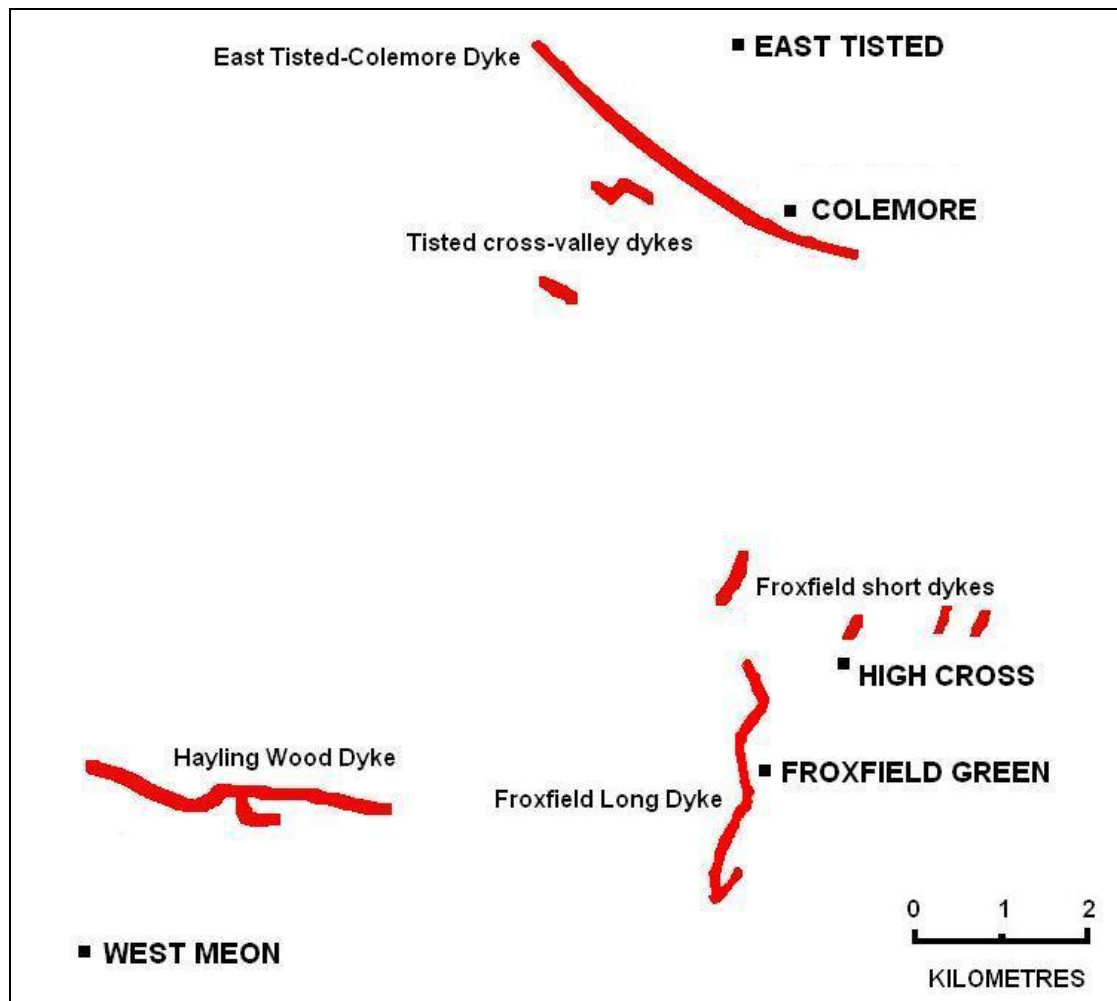 EAST TISTED
East Tisted-Colemore Dyke
COLEMORE
Tisted cross-valley dykes
Froxfield short dykes
HIGH CROSS
Hayling Wood Dyke
FROXFIELD GREEN
Froxfield Long Dyke
0 1 2
KILOMETRES
WEST MEON